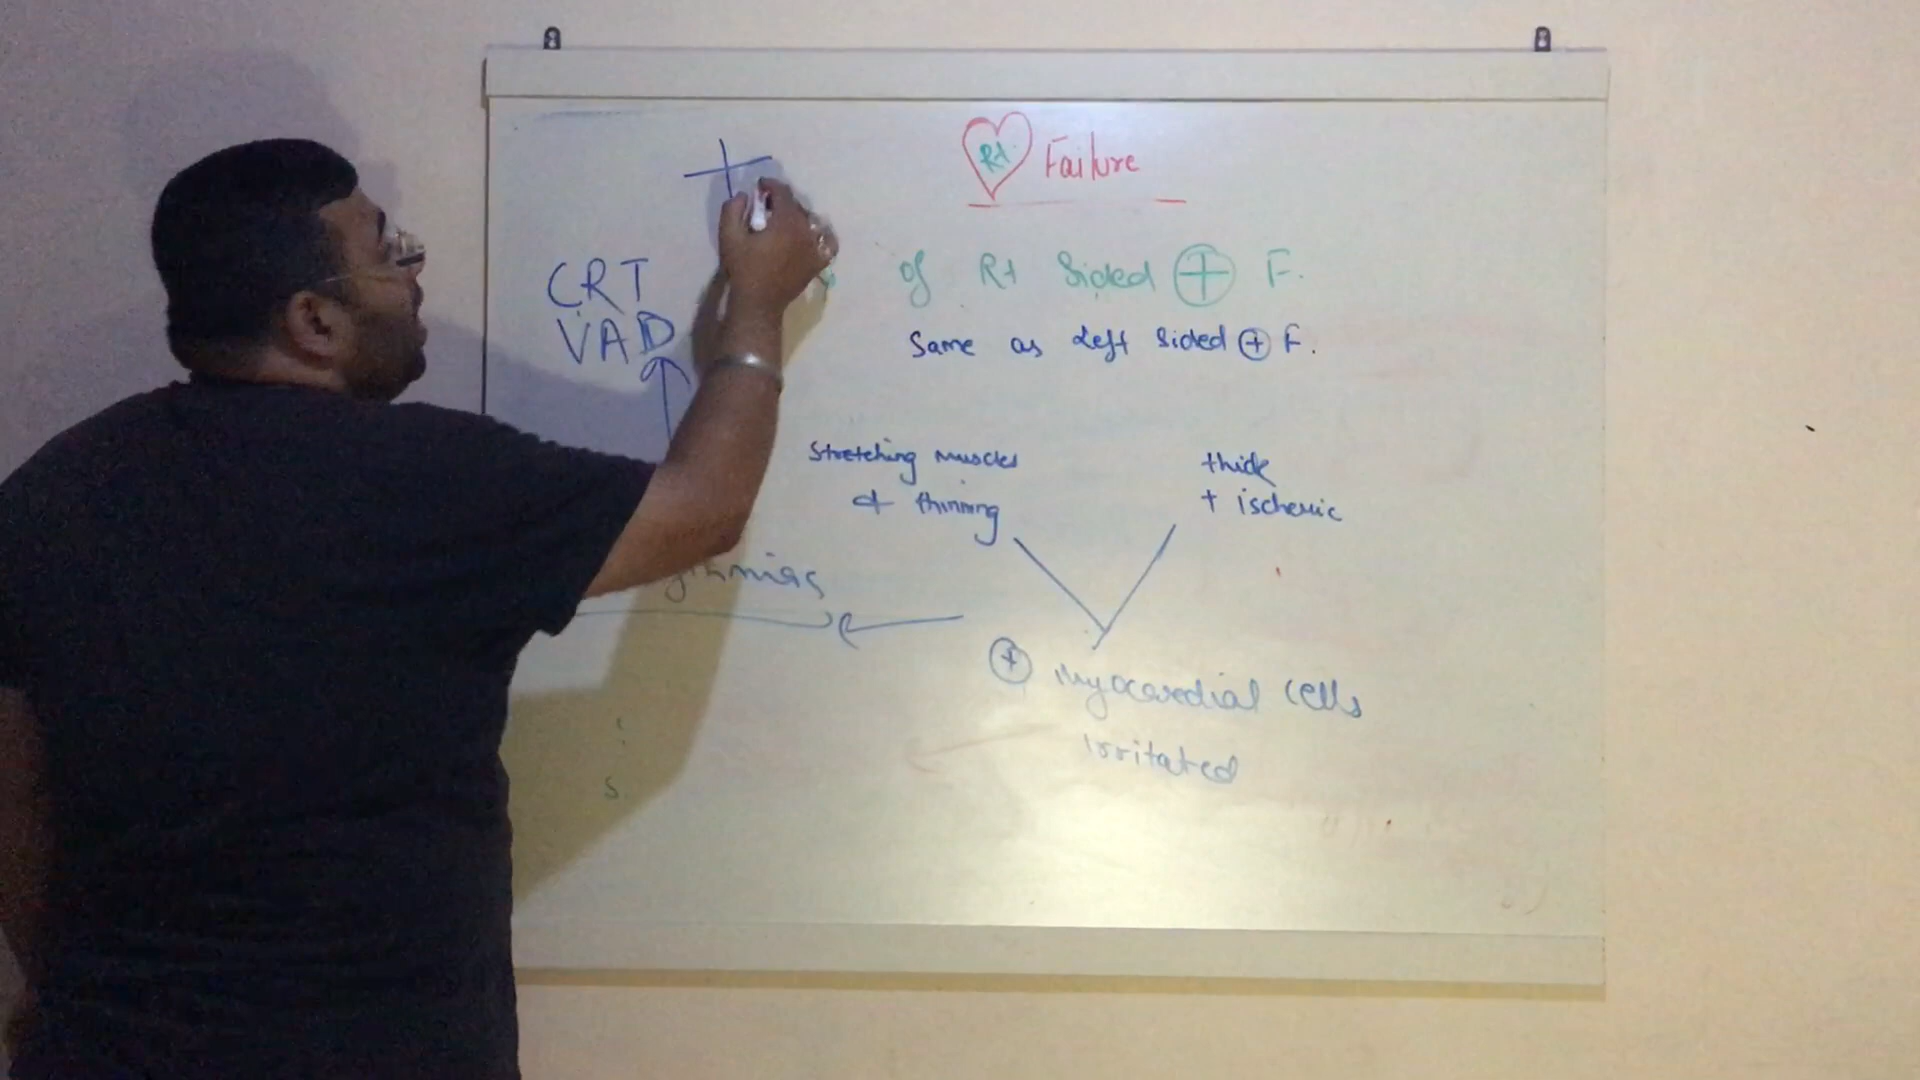 Rt Failure
of Rt Sided + F.
CRT
VAD
Same as Left Sided + F.
Stretching Muscles
& thinning
thick
+ ischemic
+ Myocardial Cells
Irritated
S.